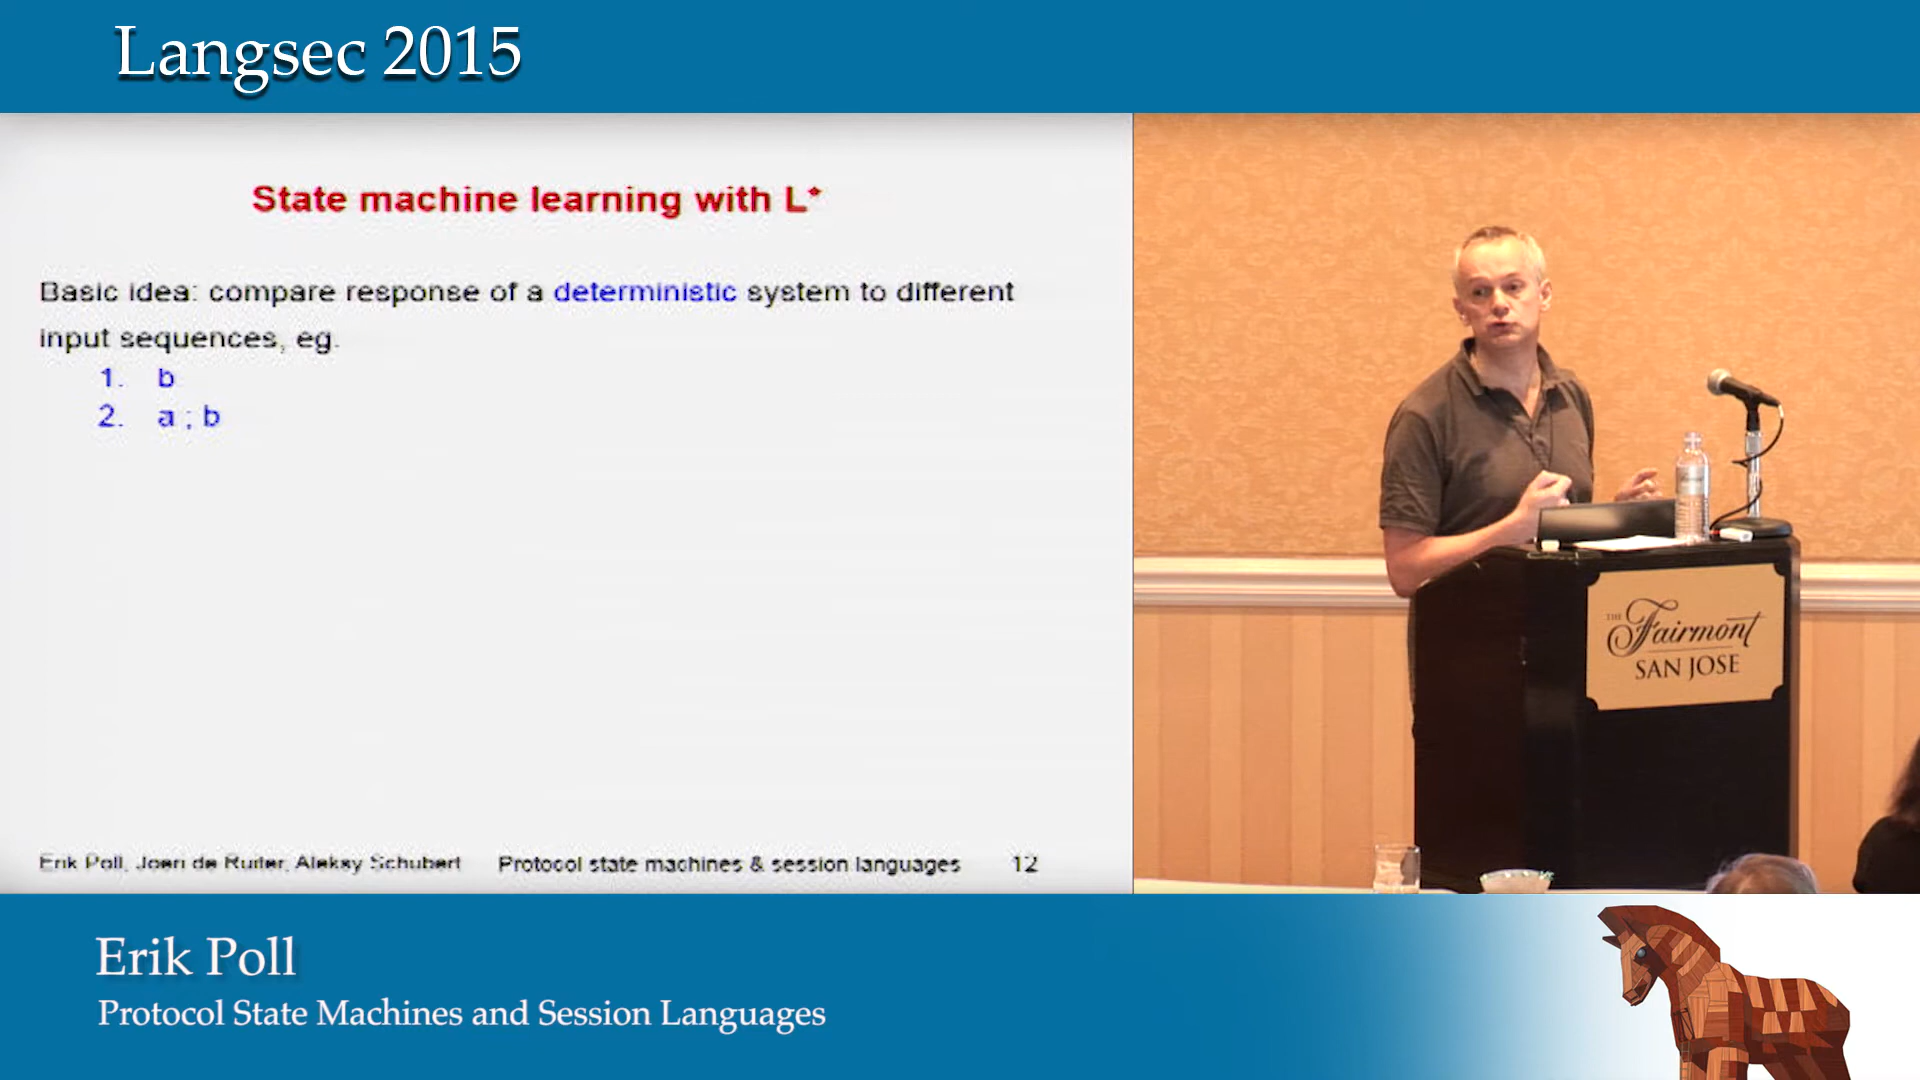 Langsec 2015
State machine learning with L*
Basic idea: compare response of a deterministic system to different
input sequences, eg.
1. b
2. a ; b
Erik Poll, Joeri de Ruiter, Aleksy Schubert Protocol state machines & session languages 12
THE
Fairmont
SAN JOSE
Erik Poll
Protocol State Machines and Session Languages